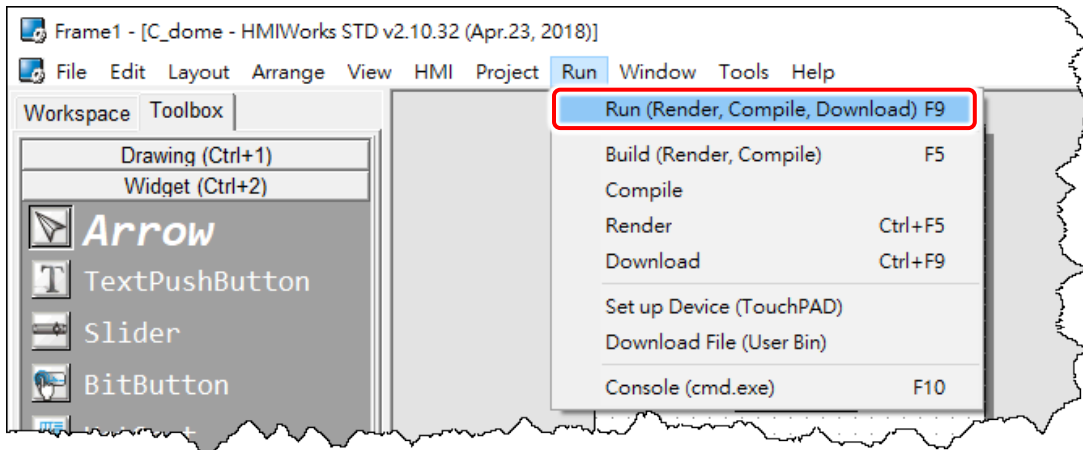 Frame1 - [C_dome - HMIWorks STD v2.10.32 (Apr.23, 2018)]
File Edit Layout Arrange View HMI Project Run Window Tools Help
Workspace Toolbox
Drawing (Ctrl+1)
Widget (Ctrl+2)
Arrow
TextPushButton
Slider
BitButton
Run (Render, Compile, Download) F9
Build (Render, Compile) F5
Compile
Render Ctrl+F5
Download Ctrl+F9
Set up Device (TouchPAD)
Download File (User Bin)
Console (cmd.exe) F10